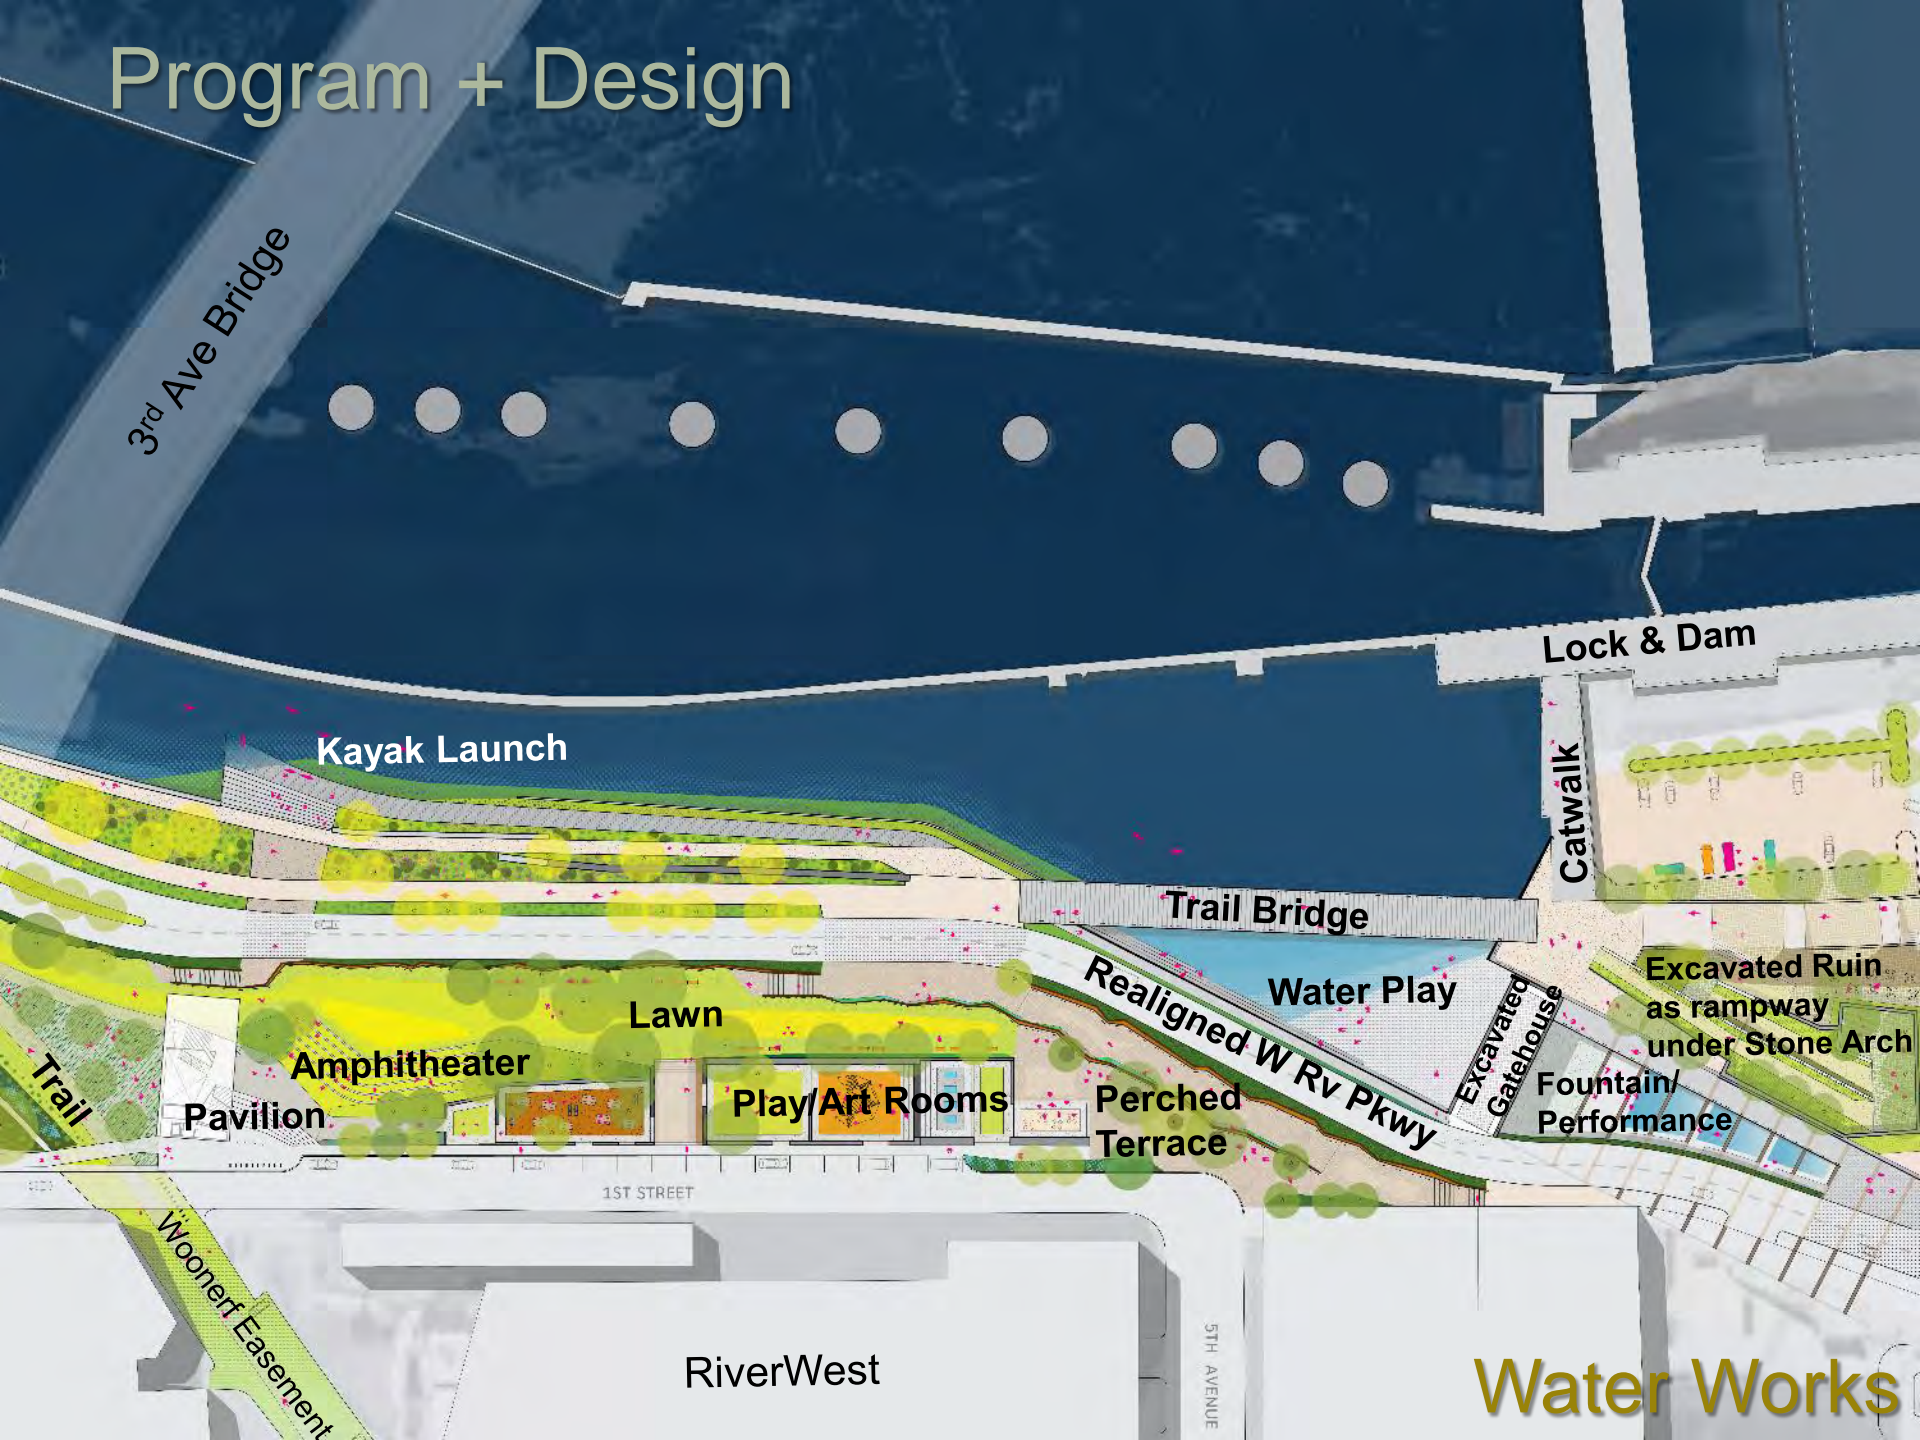 Program + Design
3rd Ave Bridge
Lock & Dam
Kayak Launch
Catwalk
Trail Bridge
Excavated Ruin
as rampway
under Stone Arch
Water Play
Realigned W Rv Pkwy
Excavated
Gatehouse
Lawn
Amphitheater
Trail
Pavilion
Play/Art Rooms
Perched
Terrace
Fountain/
Performance
1ST STREET
Woonerf Easement
RiverWest
5TH AVENUE
Water Works